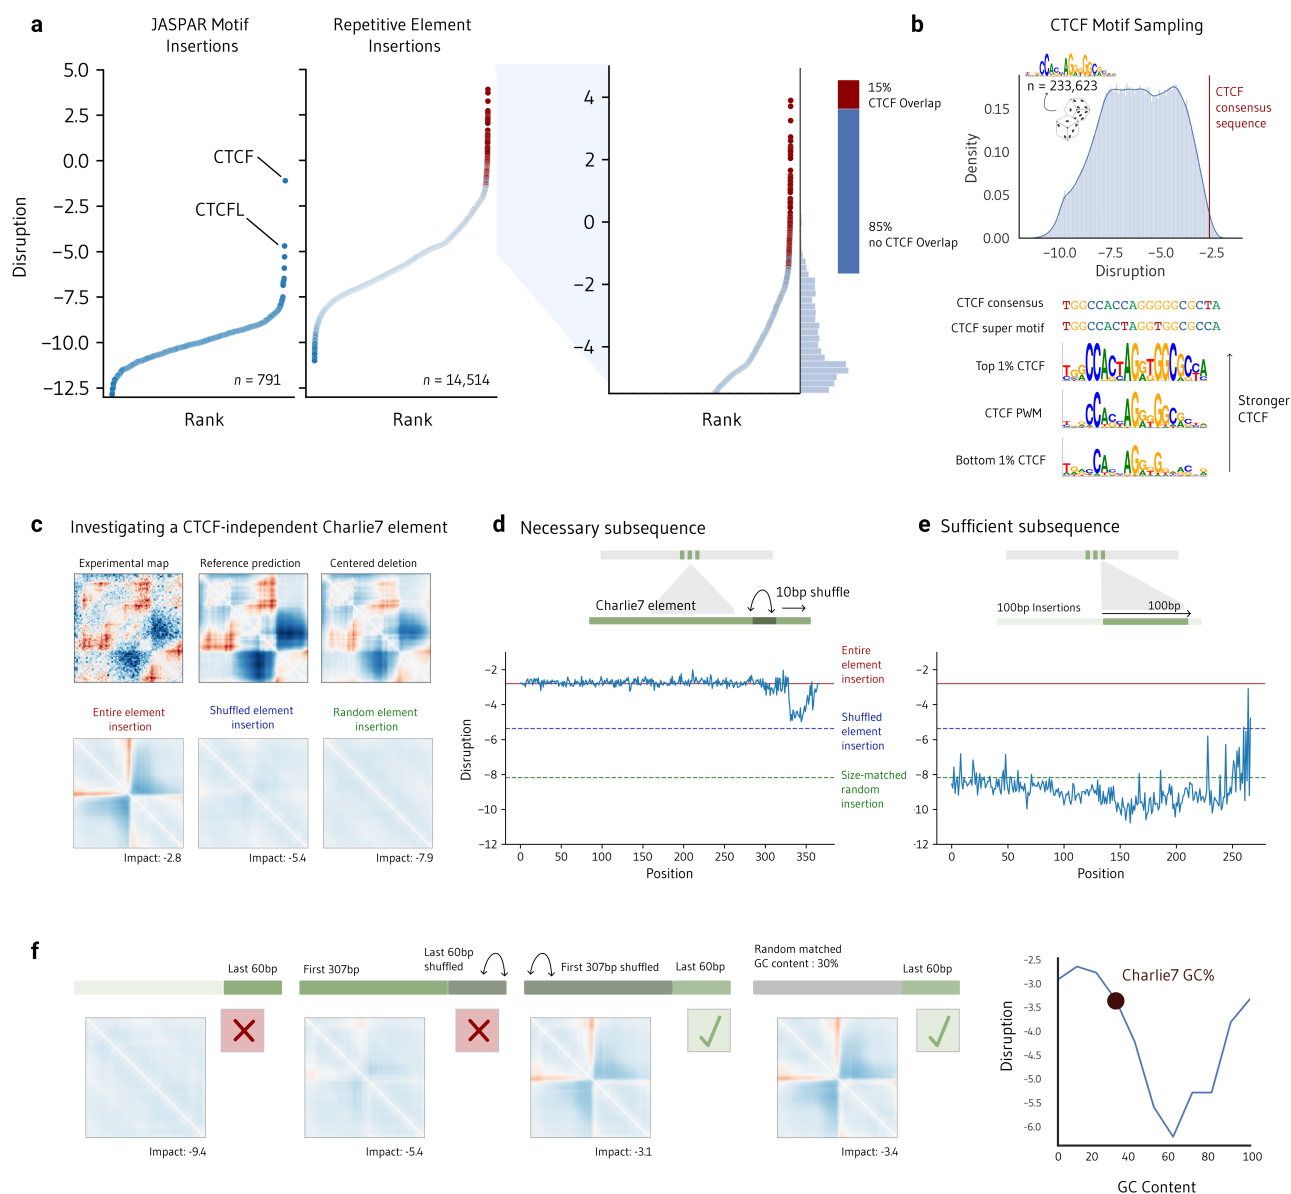 a
JASPAR Motif
Insertions
Repetitive Element
Insertions
Disruption
5.0
2.5
0.0
−2.5
−5.0
−7.5
−10.0
−12.5
CTCF
CTCFL
n = 791
Rank
n = 14,514
Rank
4
2
0
−2
−4
Rank
15%
CTCF Overlap
85%
no CTCF Overlap
b
CTCF Motif Sampling
n = 233,623
CTCF
consensus
sequence
Density
0.15
0.10
0.05
0.00
−10.0
−7.5
−5.0
−2.5
Disruption
CTCF consensus
TGGCCACCAGGGGGCGCTA
CTCF super motif
TGGCCACTAGGTGGCGCCA
Top 1% CTCF
CTCF PWM
Bottom 1% CTCF
Stronger
CTCF
c
Investigating a CTCF-independent Charlie7 element
Experimental map
Reference prediction
Centered deletion
Entire element
insertion
Shuffled element
insertion
Random element
insertion
Impact: -2.8
Impact: -5.4
Impact: -7.9
d
Necessary subsequence
Charlie7 element
10bp shuffle
Disruption
−2
−4
−6
−8
−10
−12
0
50
100
150
200
250
300
350
Position
Entire
element
insertion
Shuffled
element
insertion
Size-matched
random
insertion
e
Sufficient subsequence
100bp Insertions
100bp
−2
−4
−6
−8
10
12
0
50
100
150
200
250
Position
f
Last 60bp
Impact: -9.4
First 307bp
Last 60bp
shuffled
Impact: -5.4
First 307bp shuffled
Last 60bp
Impact: -3.1
Random matched
GC content : 30%
Last 60bp
Impact: -3.4
Disruption
−2.5
−3.0
−3.5
−4.0
−4.5
−5.0
−5.5
−6.0
Charlie7 GC%
0
20
40
60
80
100
GC Content